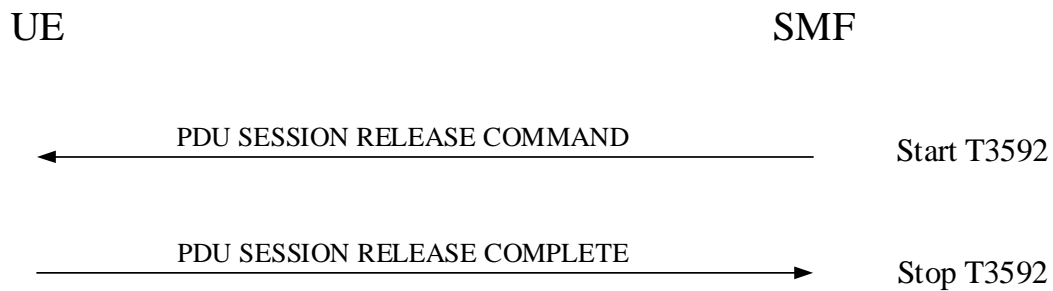 UE SMF
PDU SESSION RELEASE COMMAND Start T3592
PDU SESSION RELEASE COMPLETE Stop T3592